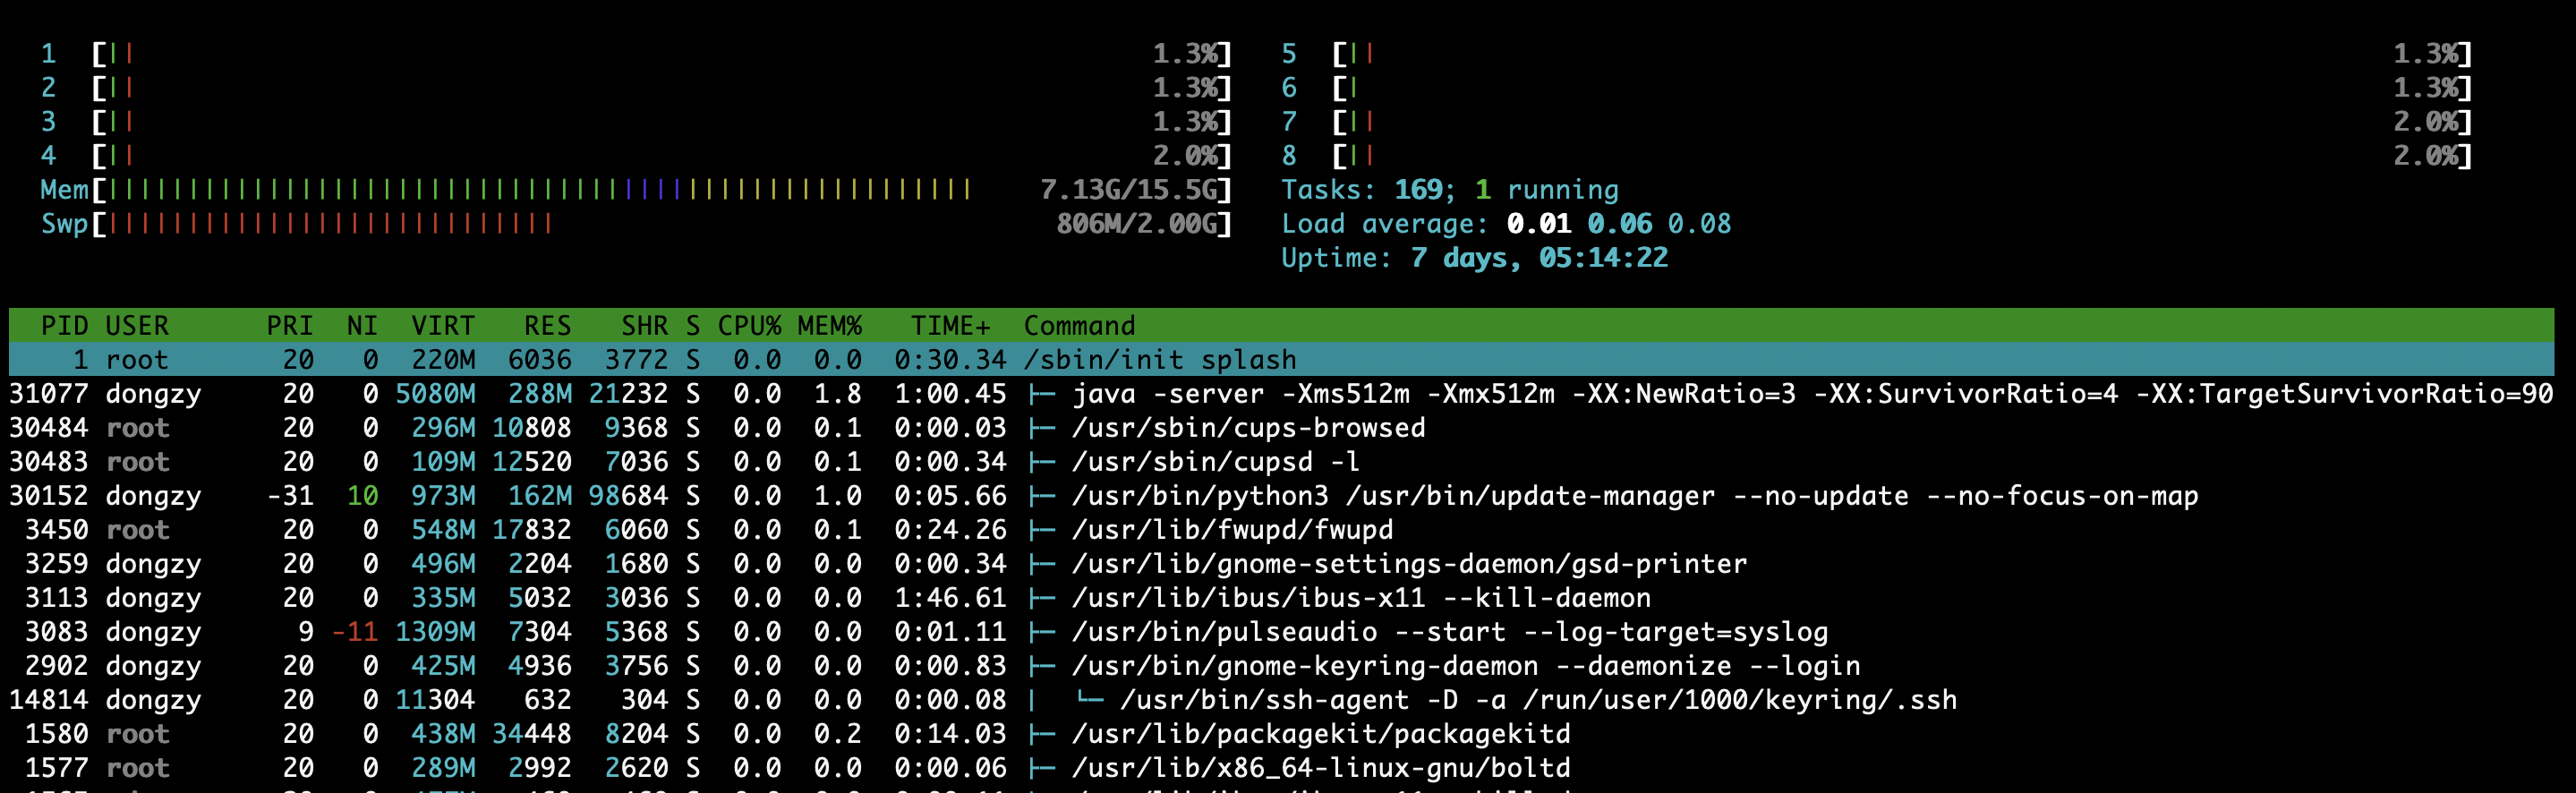 1 [|| 1.3%] 5 [|| 1.3%]
2 [|| 1.3%] 6 [| 1.3%]
3 [|| 1.3%] 7 [|| 2.0%]
4 [|| 2.0%] 8 [|| 2.0%]
Mem[||||||||||||||||||||||||||||||||||||||||||||||||||||||7.13G/15.5G] Tasks: 169; 1 running
Swp[||||||||||||||||||||||||||||806M/2.00G] Load average: 0.01 0.06 0.08
Uptime: 7 days, 05:14:22
PID USER PRI NI VIRT RES SHR S CPU% MEM% TIME+ Command
1 root 20 0 220M 6036 3772 S 0.0 0.0 0:30.34 /sbin/init splash
31077 dongzy 20 0 5080M 288M 21232 S 0.0 1.8 1:00.45 ├─ java -server -Xms512m -Xmx512m -XX:NewRatio=3 -XX:SurvivorRatio=4 -XX:TargetSurvivorRatio=90
30484 root 20 0 296M 10808 9368 S 0.0 0.1 0:00.03 ├─ /usr/sbin/cups-browsed
30483 root 20 0 109M 12520 7036 S 0.0 0.1 0:00.34 ├─ /usr/sbin/cupsd -l
30152 dongzy -31 10 973M 162M 98684 S 0.0 1.0 0:05.66 ├─ /usr/bin/python3 /usr/bin/update-manager --no-update --no-focus-on-map
3450 root 20 0 548M 17832 6060 S 0.0 0.1 0:24.26 ├─ /usr/lib/fwupd/fwupd
3259 dongzy 20 0 496M 2204 1680 S 0.0 0.0 0:00.34 ├─ /usr/lib/gnome-settings-daemon/gsd-printer
3113 dongzy 20 0 335M 5032 3036 S 0.0 0.0 1:46.61 ├─ /usr/lib/ibus/ibus-x11 --kill-daemon
3083 dongzy 9 -11 1309M 7304 5368 S 0.0 0.0 0:01.11 ├─ /usr/bin/pulseaudio --start --log-target=syslog
2902 dongzy 20 0 425M 4936 3756 S 0.0 0.0 0:00.83 ├─ /usr/bin/gnome-keyring-daemon --daemonize --login
14814 dongzy 20 0 11304 632 304 S 0.0 0.0 0:00.08 │ └─ /usr/bin/ssh-agent -D -a /run/user/1000/keyring/.ssh
1580 root 20 0 438M 34448 8204 S 0.0 0.2 0:14.03 ├─ /usr/lib/packagekit/packagekitd
1577 root 20 0 289M 2992 2620 S 0.0 0.0 0:00.06 ├─ /usr/lib/x86_64-linux-gnu/boltd